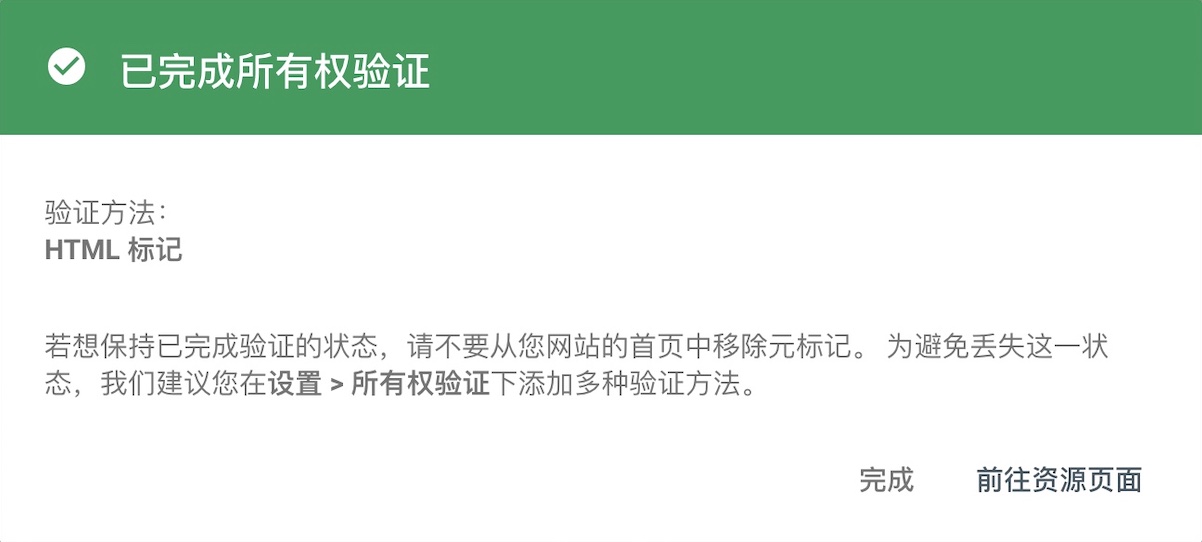 已完成所有权验证
验证方法：
HTML 标记
若想保持已完成验证的状态，请不要从您网站的首页中移除元标记。 为避免丢失这一状
态，我们建议您在设置 > 所有权验证下添加多种验证方法。
完成 前往资源页面